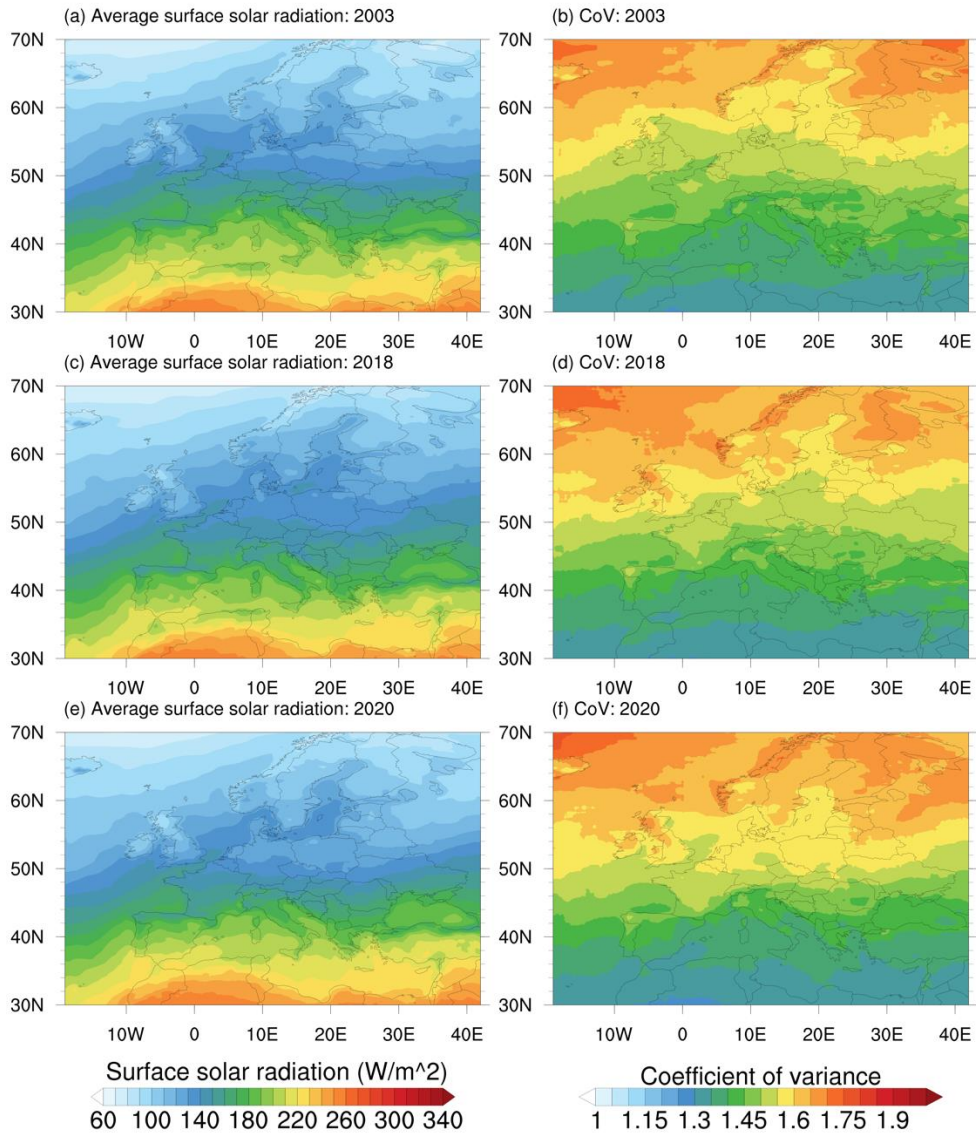 (a) Average surface solar radiation: 2003
(b) CoV: 2003
70N
60N
50N
40N
30N
10W 0 10E 20E 30E 40E
70N
60N
50N
40N
30N
10W 0 10E 20E 30E 40E
(c) Average surface solar radiation: 2018
(d) CoV: 2018
70N
60N
50N
40N
30N
10W 0 10E 20E 30E 40E
70N
60N
50N
40N
30N
10W 0 10E 20E 30E 40E
(e) Average surface solar radiation: 2020
(f) CoV: 2020
70N
60N
50N
40N
30N
10W 0 10E 20E 30E 40E
70N
60N
50N
40N
30N
10W 0 10E 20E 30E 40E
Surface solar radiation (W/m^2)
60 100 140 180 220 260 300 340
Coefficient of variance
1 1.15 1.3 1.45 1.6 1.75 1.9